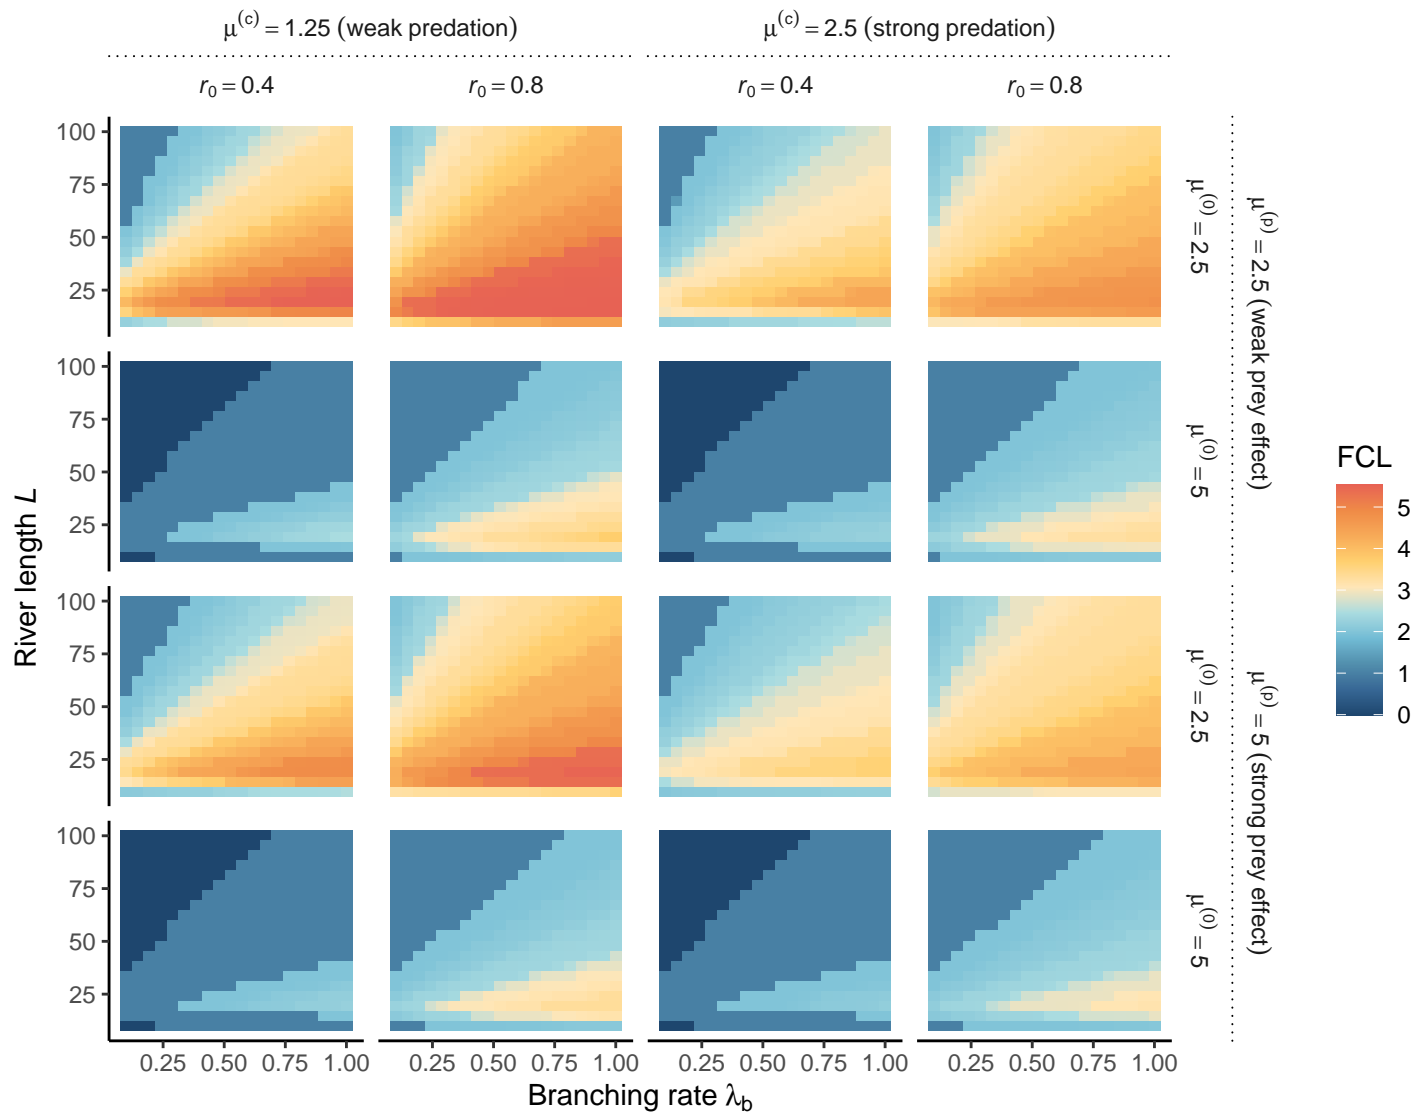 μ(c) = 1.25 (weak predation)
μ(c) = 2.5 (strong predation)
r0 = 0.4
r0 = 0.8
r0 = 0.4
r0 = 0.8
100
75
50
25
μ(0) = 2.5
100
75
50
25
μ(0) = 5
μ(p) = 2.5 (weak prey effect)
100
75
50
25
μ(0) = 2.5
100
75
50
25
μ(0) = 5
μ(p) = 5 (strong prey effect)
River length L
0.25 0.50 0.75 1.00
0.25 0.50 0.75 1.00
0.25 0.50 0.75 1.00
0.25 0.50 0.75 1.00
Branching rate λb
FCL
5
4
3
2
1
0